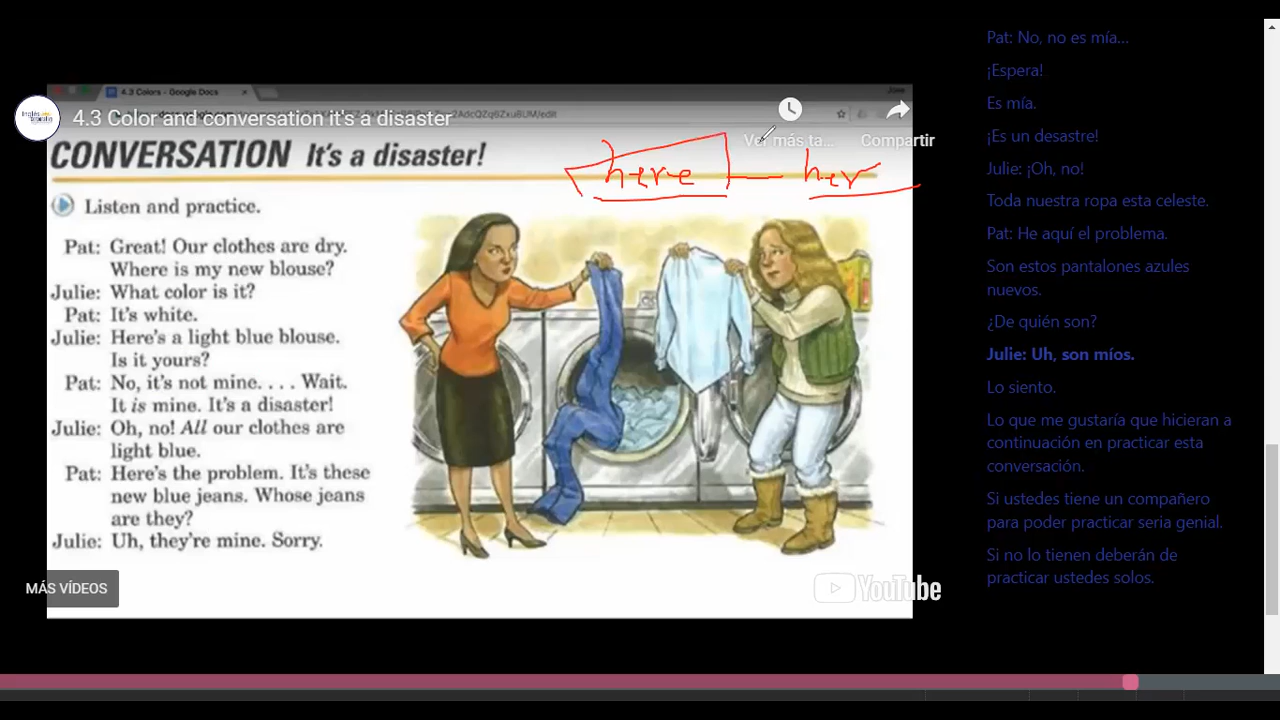 4.3 Colors - Google Docs
4.3 Color and conversation it's a disaster
Ver más ta...
Compartir
CONVERSATION It's a disaster!
here — her
Listen and practice.
Pat: Great! Our clothes are dry.
Where is my new blouse?
Julie: What color is it?
Pat: It's white.
Julie: Here's a light blue blouse.
Is it yours?
Pat: No, it's not mine. . . . Wait.
It is mine. It's a disaster!
Julie: Oh, no! All our clothes are
light blue.
Pat: Here's the problem. It's these
new blue jeans. Whose jeans
are they?
Julie: Uh, they're mine. Sorry.
MÁS VÍDEOS
YouTube
Pat: No, no es mía...
¡Espera!
Es mía.
¡Es un desastre!
Julie: ¡Oh, no!
Toda nuestra ropa esta celeste.
Pat: He aquí el problema.
Son estos pantalones azules
nuevos.
¿De quién son?
Julie: Uh, son míos.
Lo siento.
Lo que me gustaría que hicieran a
continuación en practicar esta
conversación.
Si ustedes tiene un compañero
para poder practicar seria genial.
Si no lo tienen deberán de
practicar ustedes solos.